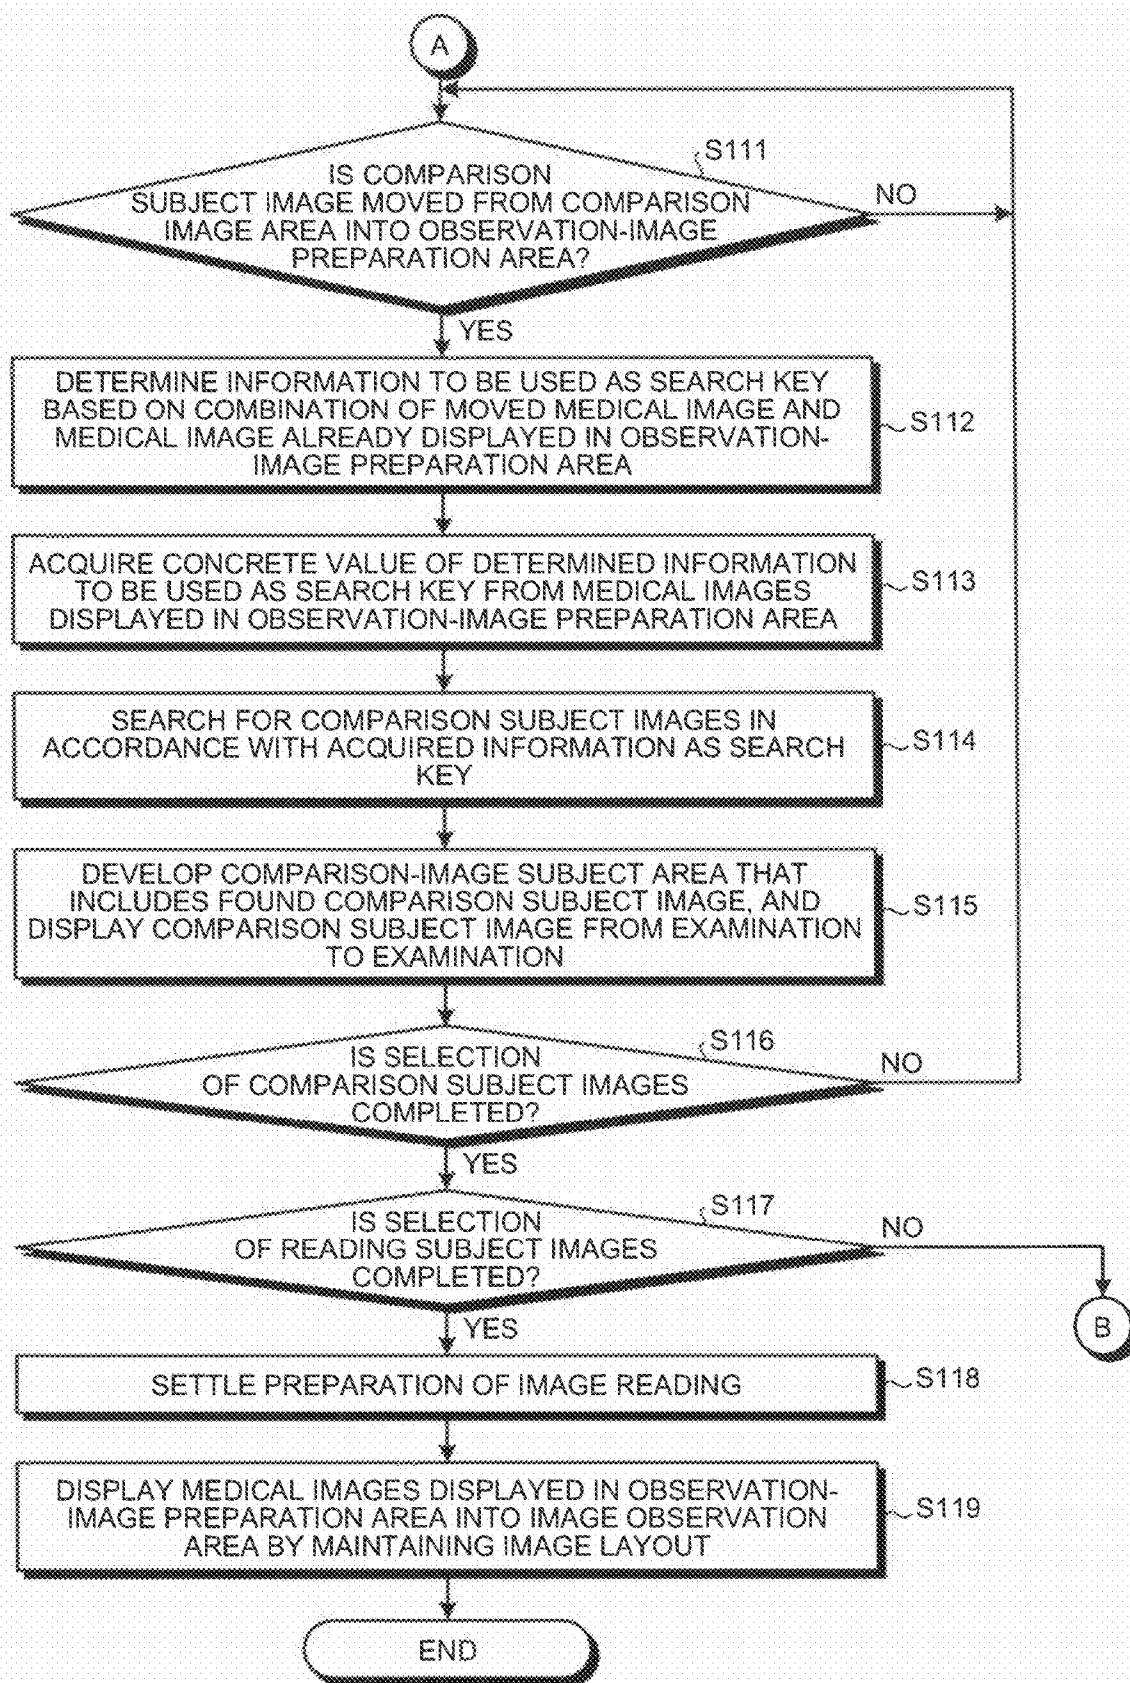 A
S111
IS COMPARISON
SUBJECT IMAGE MOVED FROM COMPARISON
IMAGE AREA INTO OBSERVATION-IMAGE
PREPARATION AREA?
NO
YES
DETERMINE INFORMATION TO BE USED AS SEARCH KEY
BASED ON COMBINATION OF MOVED MEDICAL IMAGE AND
MEDICAL IMAGE ALREADY DISPLAYED IN OBSERVATION-
IMAGE PREPARATION AREA
S112
ACQUIRE CONCRETE VALUE OF DETERMINED INFORMATION
TO BE USED AS SEARCH KEY FROM MEDICAL IMAGES
DISPLAYED IN OBSERVATION-IMAGE PREPARATION AREA
S113
SEARCH FOR COMPARISON SUBJECT IMAGES IN
ACCORDANCE WITH ACQUIRED INFORMATION AS SEARCH
KEY
S114
DEVELOP COMPARISON-IMAGE SUBJECT AREA THAT
INCLUDES FOUND COMPARISON SUBJECT IMAGE, AND
DISPLAY COMPARISON SUBJECT IMAGE FROM EXAMINATION
TO EXAMINATION
S115
S116
IS SELECTION
OF COMPARISON SUBJECT IMAGES
COMPLETED?
NO
YES
S117
IS SELECTION
OF READING SUBJECT IMAGES
COMPLETED?
NO
B
YES
SETTLE PREPARATION OF IMAGE READING
S118
DISPLAY MEDICAL IMAGES DISPLAYED IN OBSERVATION-
IMAGE PREPARATION AREA INTO IMAGE OBSERVATION
AREA BY MAINTAINING IMAGE LAYOUT
S119
END